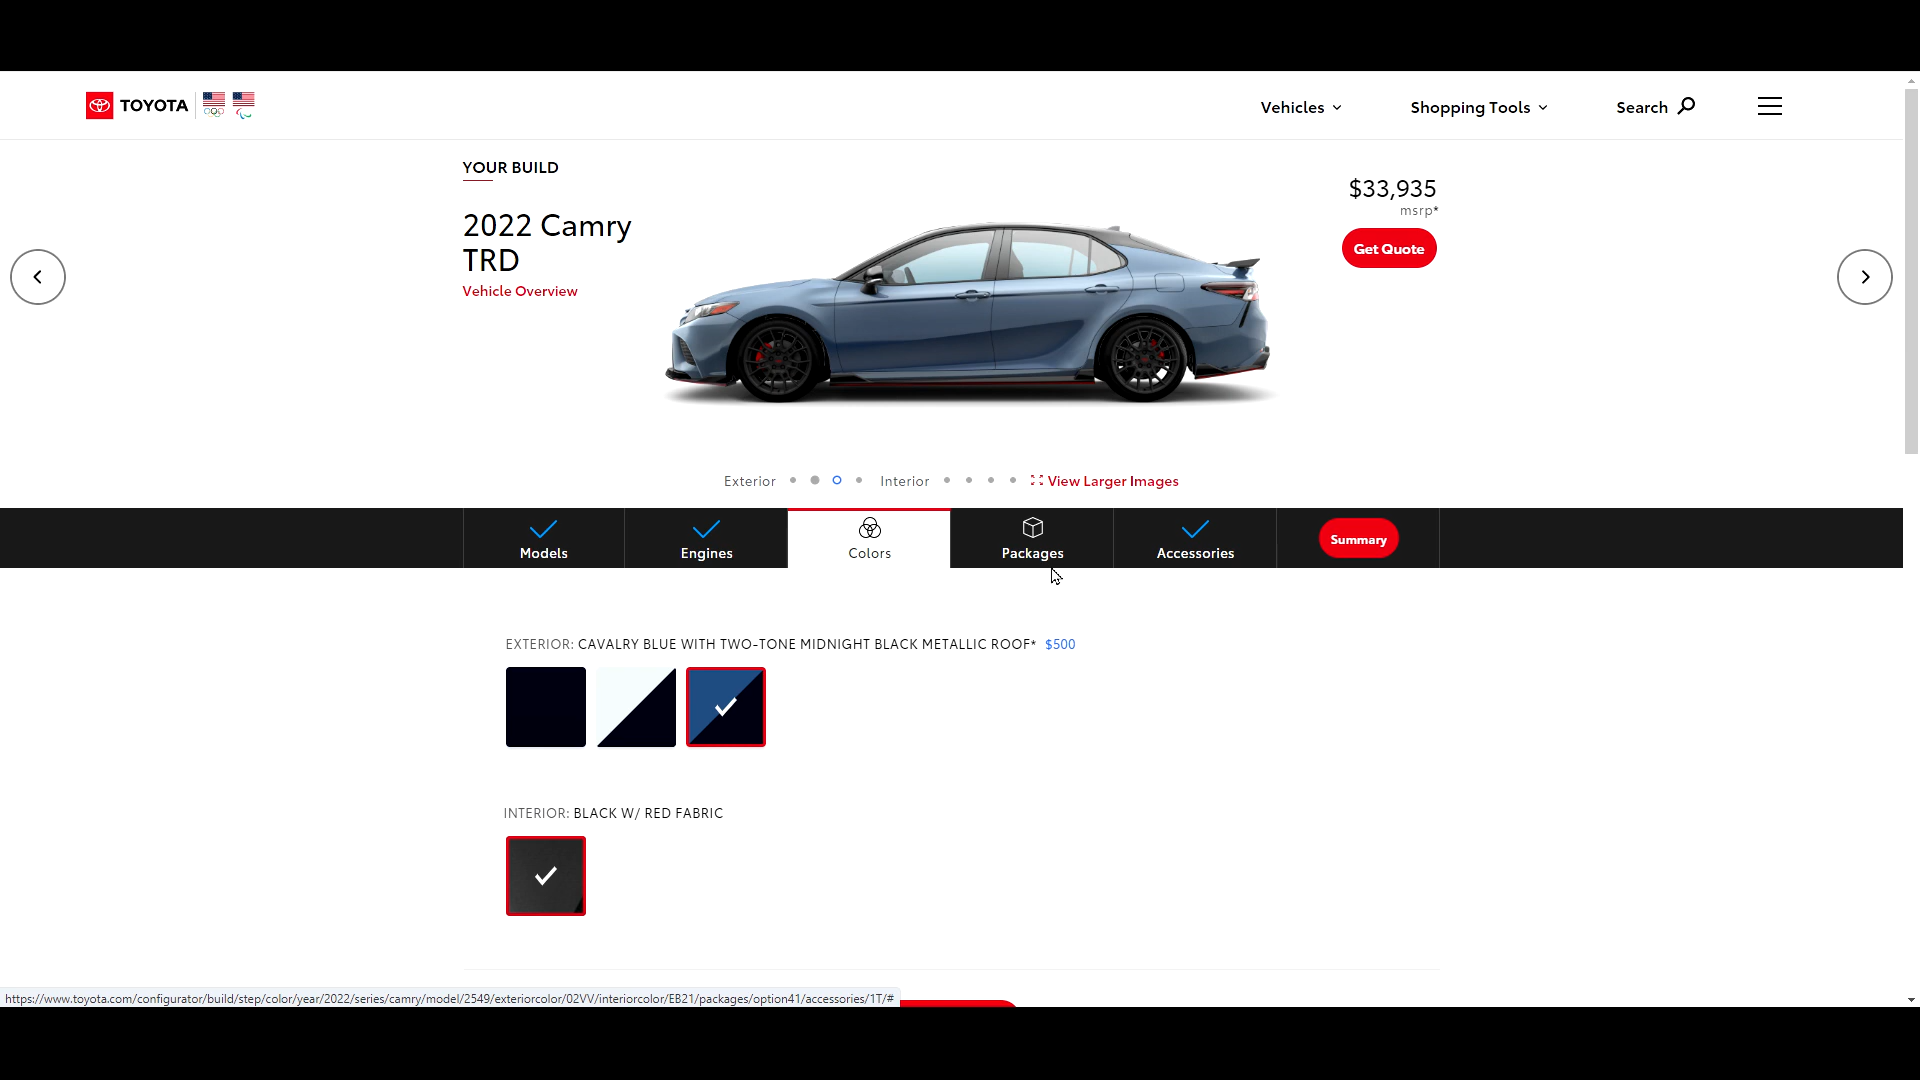 TOYOTA
Vehicles
Shopping Tools
Search
YOUR BUILD
2022 Camry
TRD
Vehicle Overview
$33,935
msrp*
Get Quote
Exterior
Interior
View Larger Images
Models
Engines
Colors
Packages
Accessories
Summary
EXTERIOR: CAVALRY BLUE WITH TWO-TONE MIDNIGHT BLACK METALLIC ROOF* $500
INTERIOR: BLACK W/ RED FABRIC
https://www.toyota.com/configurator/build/step/color/year/2022/series/camry/model/2549/exteriorcolor/02VV/interiorcolor/EB21/packages/option41/accessories/1T/#